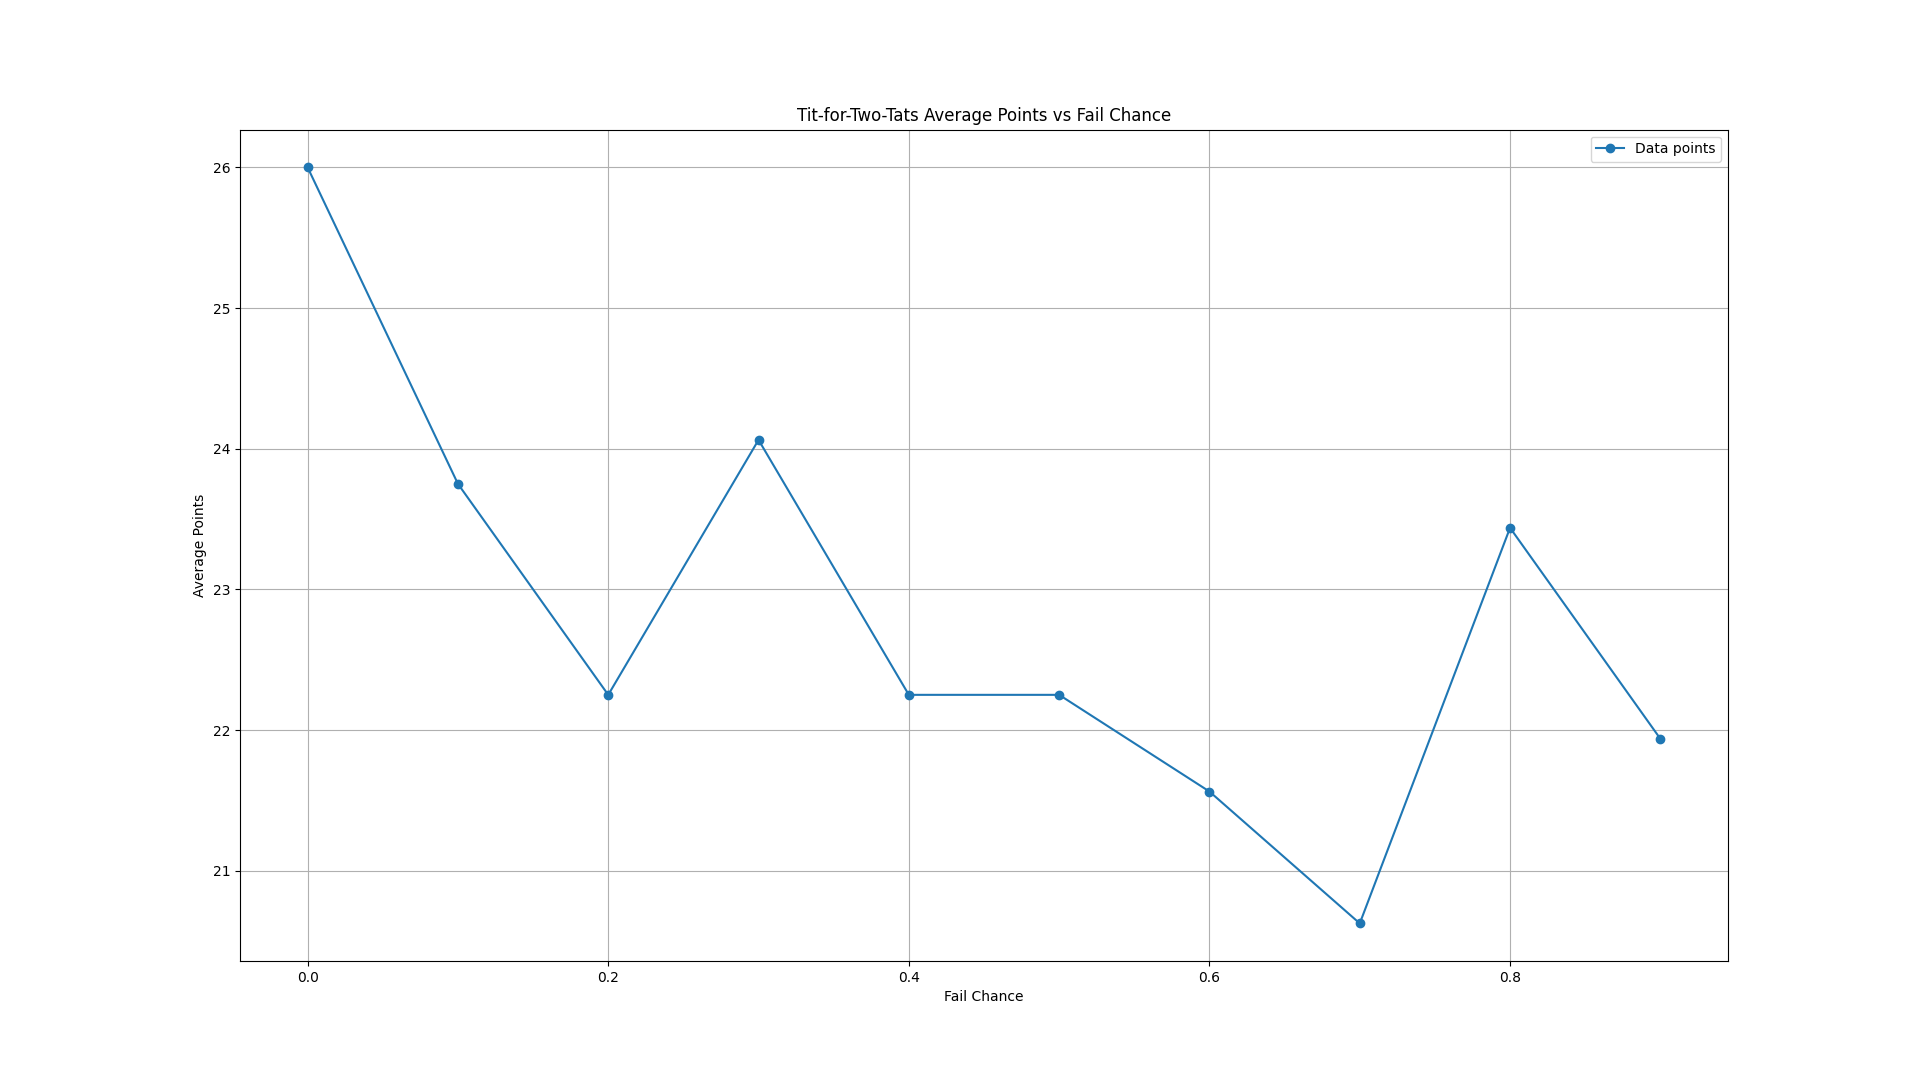 Tit-for-Two-Tats Average Points vs Fail Chance
Data points
26
25
24
23
22
21
Average Points
0.0 0.2 0.4 0.6 0.8
Fail Chance